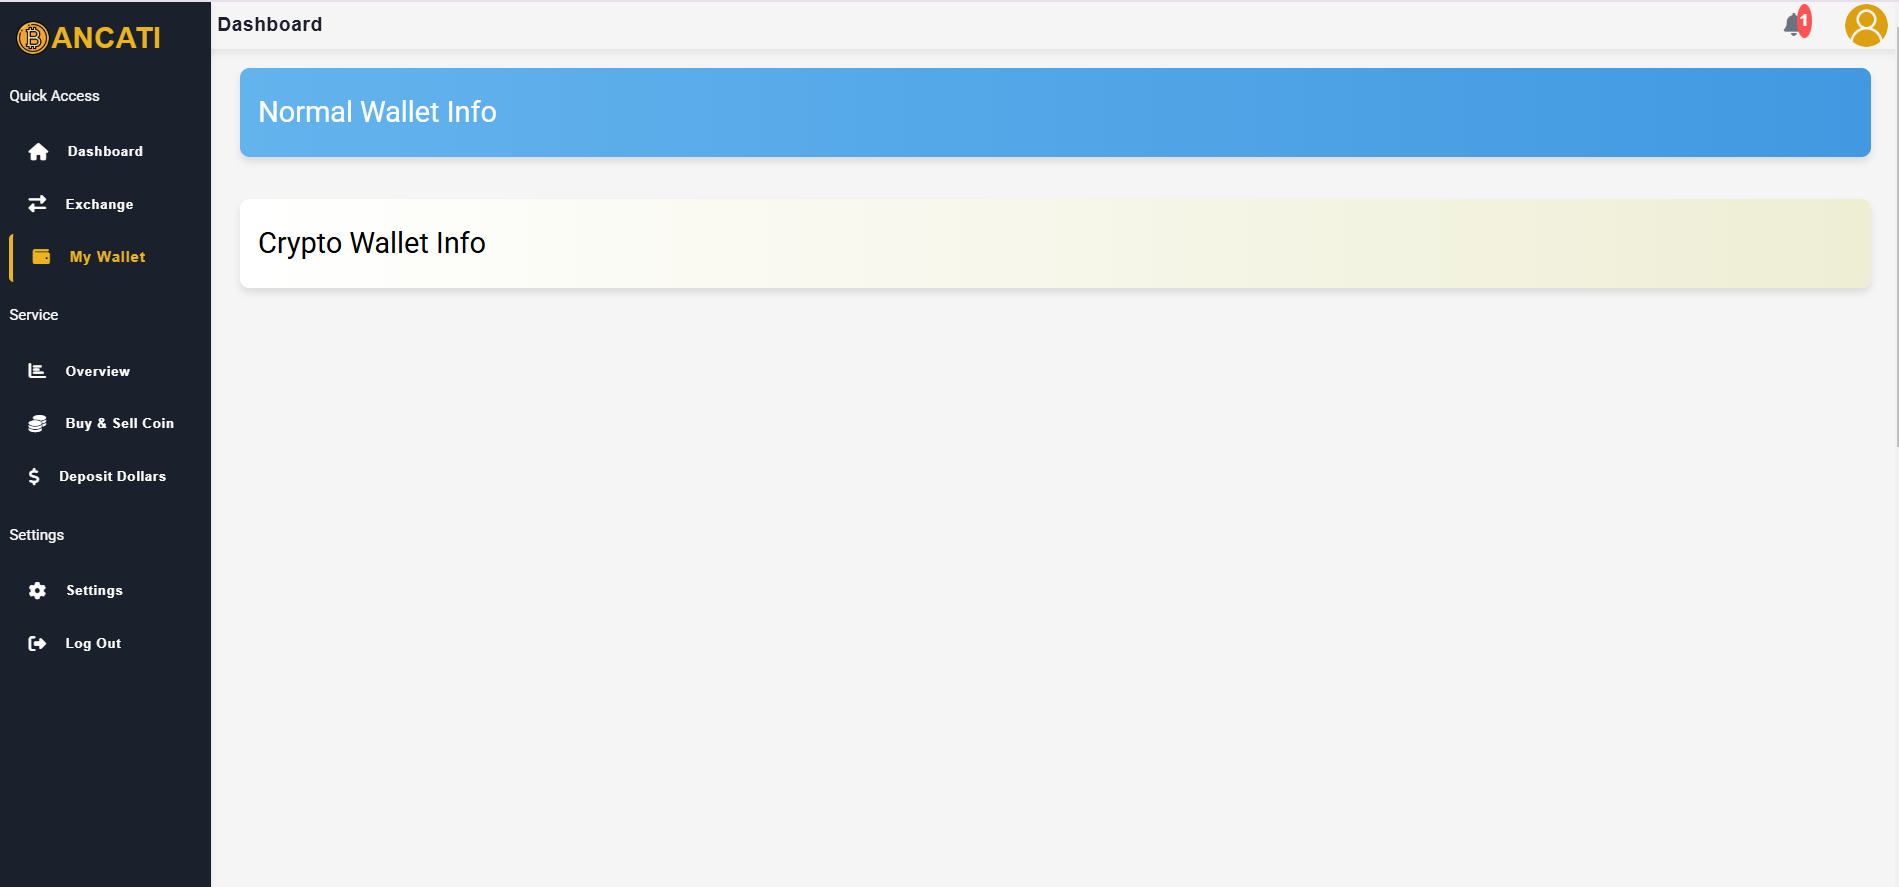 BANCATI
Dashboard
1
Quick Access
Dashboard
Exchange
My Wallet
Service
Overview
Buy & Sell Coin
Deposit Dollars
Settings
Settings
Log Out
Normal Wallet Info
Crypto Wallet Info